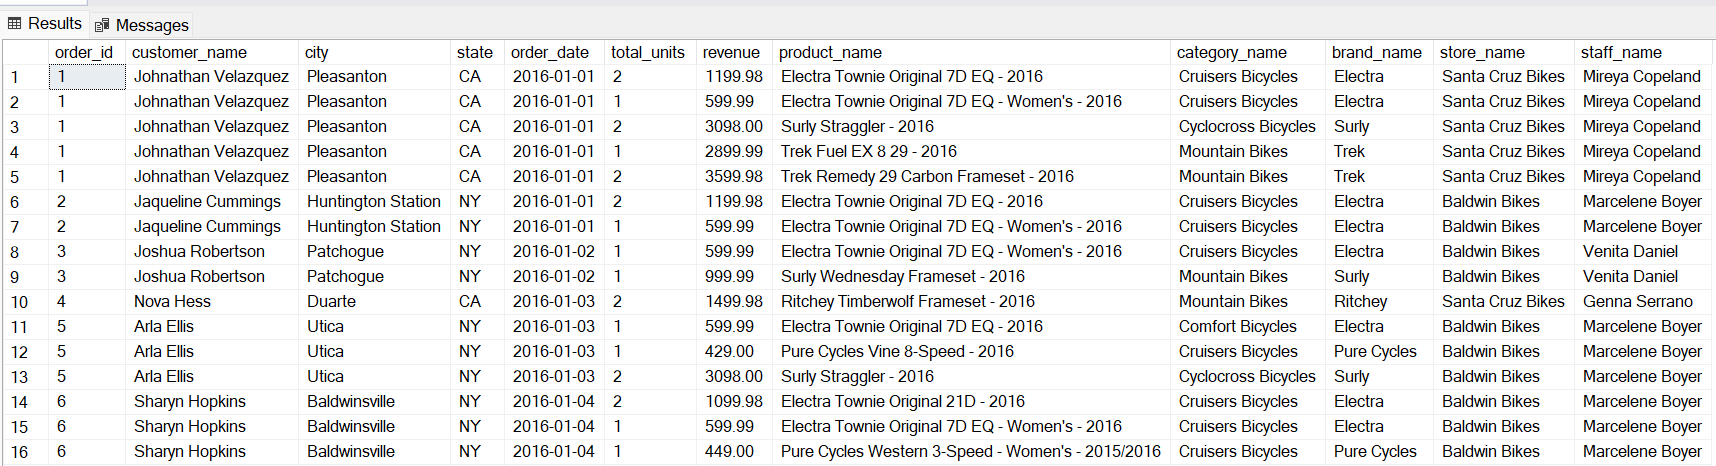 Results Messages
order_id customer_name city state order_date total_units revenue product_name category_name brand_name store_name staff_name
1 1 Johnathan Velazquez Pleasanton CA 2016-01-01 2 1199.98 Electra Townie Original 7D EQ - 2016 Cruisers Bicycles Electra Santa Cruz Bikes Mireya Copeland
2 1 Johnathan Velazquez Pleasanton CA 2016-01-01 1 599.99 Electra Townie Original 7D EQ - Women's - 2016 Cruisers Bicycles Electra Santa Cruz Bikes Mireya Copeland
3 1 Johnathan Velazquez Pleasanton CA 2016-01-01 2 3098.00 Surly Straggler - 2016 Cyclocross Bicycles Surly Santa Cruz Bikes Mireya Copeland
4 1 Johnathan Velazquez Pleasanton CA 2016-01-01 1 2899.99 Trek Fuel EX 8 29 - 2016 Mountain Bikes Trek Santa Cruz Bikes Mireya Copeland
5 1 Johnathan Velazquez Pleasanton CA 2016-01-01 2 3599.98 Trek Remedy 29 Carbon Frameset - 2016 Mountain Bikes Trek Santa Cruz Bikes Mireya Copeland
6 2 Jaqueline Cummings Huntington Station NY 2016-01-01 2 1199.98 Electra Townie Original 7D EQ - 2016 Cruisers Bicycles Electra Baldwin Bikes Marcelene Boyer
7 2 Jaqueline Cummings Huntington Station NY 2016-01-01 1 599.99 Electra Townie Original 7D EQ - Women's - 2016 Cruisers Bicycles Electra Baldwin Bikes Marcelene Boyer
8 3 Joshua Robertson Patchogue NY 2016-01-02 1 599.99 Electra Townie Original 7D EQ - Women's - 2016 Cruisers Bicycles Electra Baldwin Bikes Venita Daniel
9 3 Joshua Robertson Patchogue NY 2016-01-02 1 999.99 Surly Wednesday Frameset - 2016 Mountain Bikes Surly Baldwin Bikes Venita Daniel
10 4 Nova Hess Duarte CA 2016-01-03 2 1499.98 Ritchey Timberwolf Frameset - 2016 Mountain Bikes Ritchey Santa Cruz Bikes Genna Serrano
11 5 Arla Ellis Utica NY 2016-01-03 1 599.99 Electra Townie Original 7D EQ - 2016 Comfort Bicycles Electra Baldwin Bikes Marcelene Boyer
12 5 Arla Ellis Utica NY 2016-01-03 1 429.00 Pure Cycles Vine 8-Speed - 2016 Cruisers Bicycles Pure Cycles Baldwin Bikes Marcelene Boyer
13 5 Arla Ellis Utica NY 2016-01-03 2 3098.00 Surly Straggler - 2016 Cyclocross Bicycles Surly Baldwin Bikes Marcelene Boyer
14 6 Sharyn Hopkins Baldwinsville NY 2016-01-04 2 1099.98 Electra Townie Original 21D - 2016 Cruisers Bicycles Electra Baldwin Bikes Marcelene Boyer
15 6 Sharyn Hopkins Baldwinsville NY 2016-01-04 1 599.99 Electra Townie Original 7D EQ - Women's - 2016 Cruisers Bicycles Electra Baldwin Bikes Marcelene Boyer
16 6 Sharyn Hopkins Baldwinsville NY 2016-01-04 1 449.00 Pure Cycles Western 3-Speed - Women's - 2015/2016 Cruisers Bicycles Pure Cycles Baldwin Bikes Marcelene Boyer